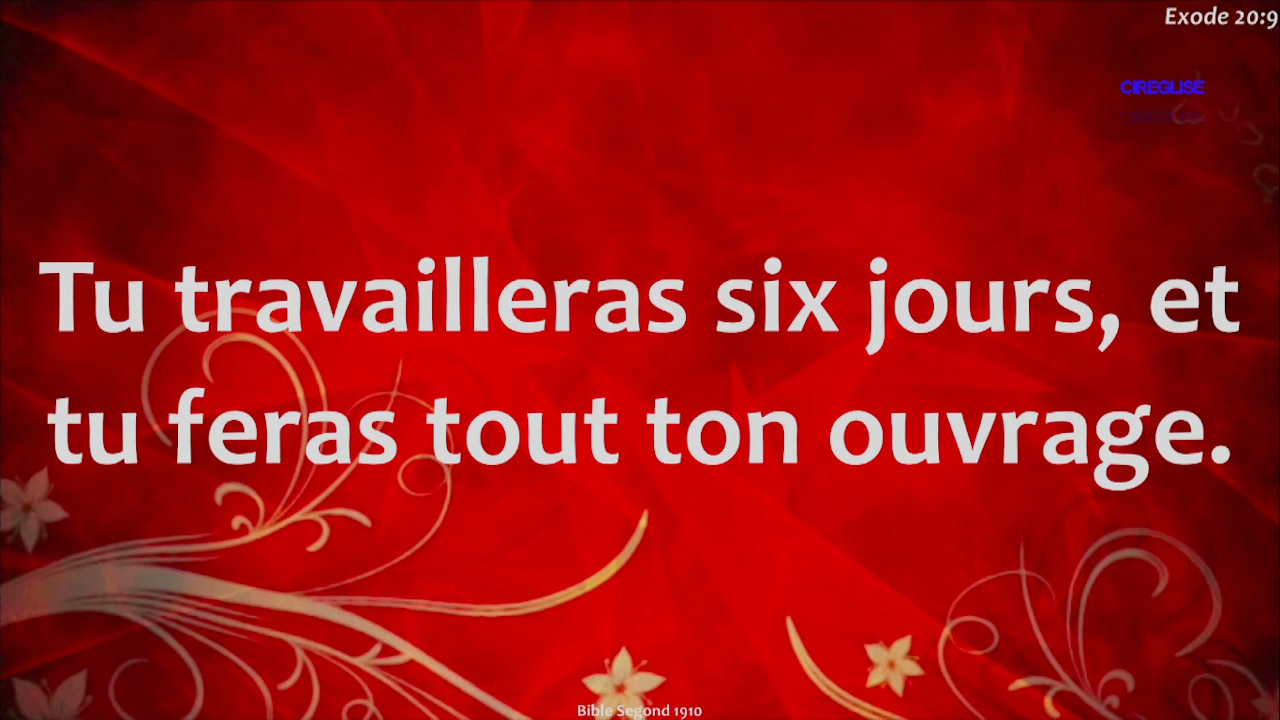 Exode 20:9
CIREGLISE
Tu travailleras six jours, et
tu feras tout ton ouvrage.
Bible Segond 1910